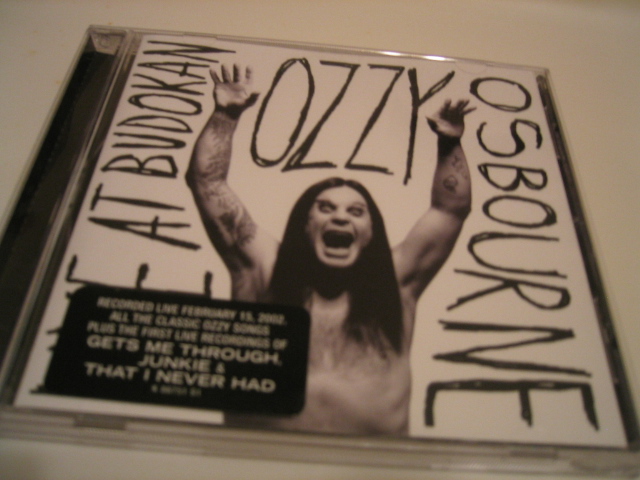 OZZY
OSBOURNE
AT BUDOKAN
RECORDED LIVE FEBRUARY 15, 2002.
ALL THE CLASSIC OZZY SONGS
PLUS THE FIRST LIVE RECORDINGS OF
GETS ME THROUGH,
JUNKIE &
THAT I NEVER HAD